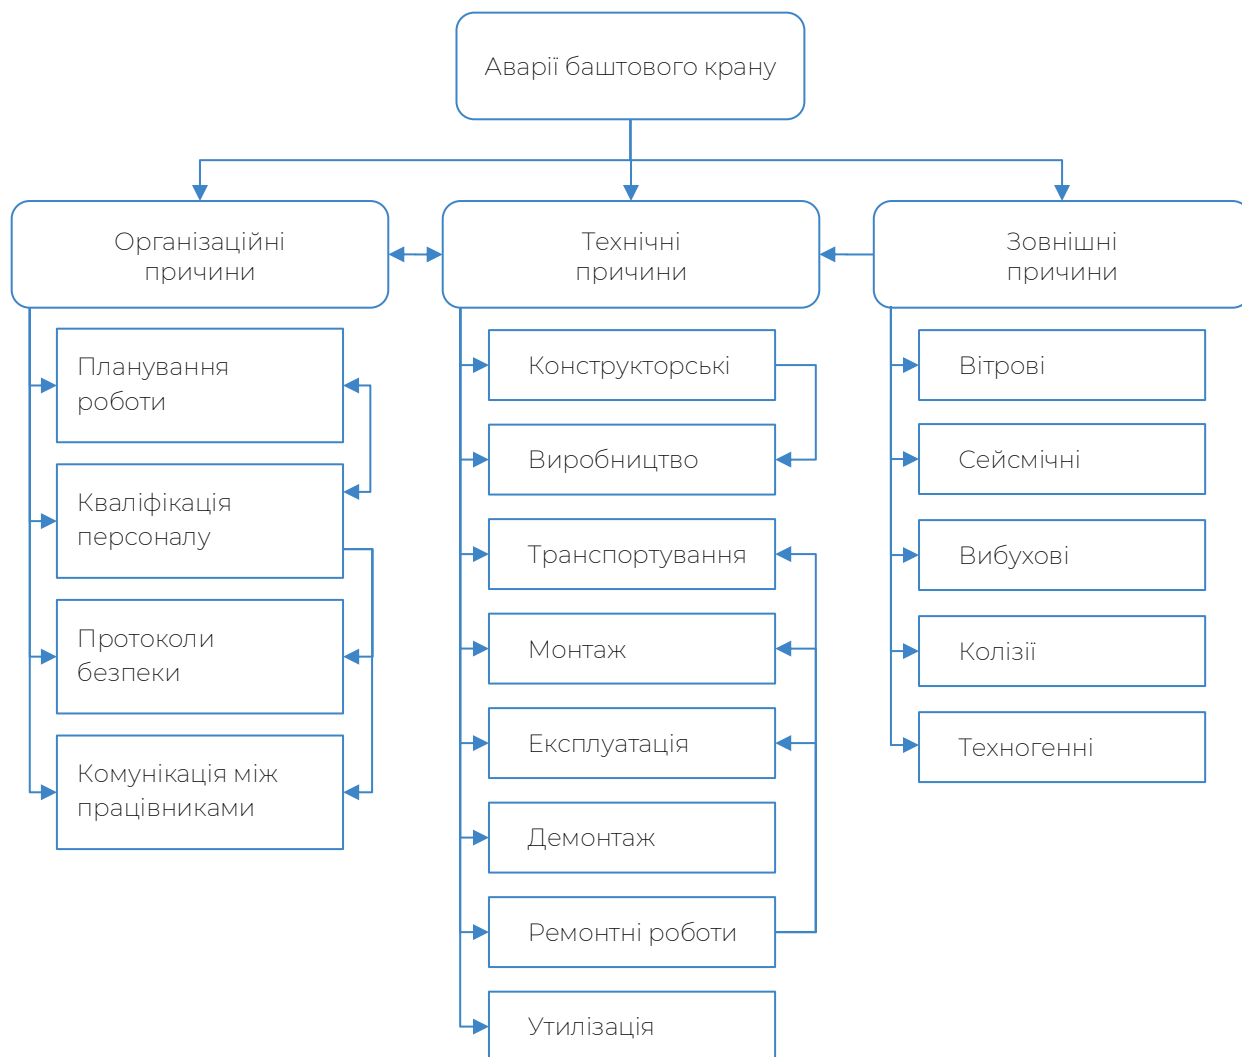 Аварії баштового крану
Організаційні
причини
Технічні
причини
Зовнішні
причини
Планування
роботи
Кваліфікація
персоналу
Протоколи
безпеки
Комунікація між
працівниками
Конструкторські
Виробництво
Транспортування
Монтаж
Експлуатація
Демонтаж
Ремонтні роботи
Утилізація
Вітрові
Сейсмічні
Вибухові
Колізії
Техногенні